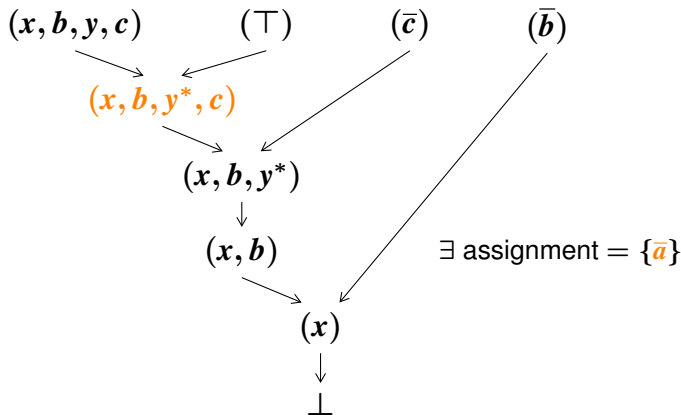 (x, b, y, c) (⊤) (c̅) (b̅)
(x, b, y*, c)
(x, b, y*)
(x, b) ∃ assignment = {a̅}
(x)
⊥